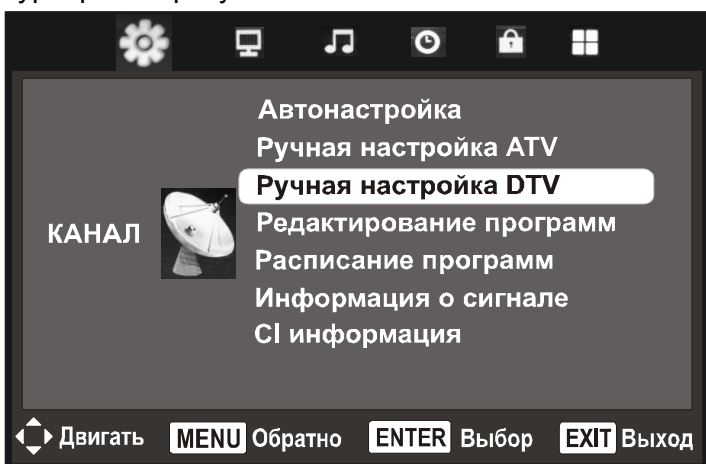 Автонастройка
Ручная настройка ATV
Ручная настройка DTV
КАНАЛ
Редактирование программ
Расписание программ
Информация о сигнале
CI информация
Двигать MENU Обратно ENTER Выбор EXIT Выход